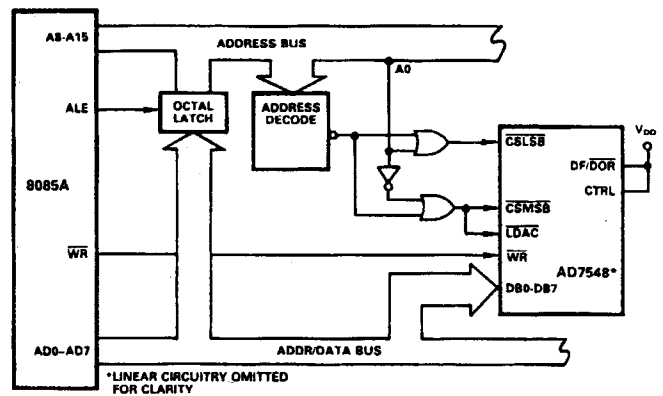 A8-A15
ADDRESS BUS
A0
ALE
OCTAL
LATCH
ADDRESS
DECODE
VDD
CSLSB
DF/DOR
CTRL
8085A
CSMSB
LDAC
WR
WR
AD7548*
DB0-DB7
AD0–AD7
ADDR/DATA BUS
*LINEAR CIRCUITRY OMITTED
FOR CLARITY